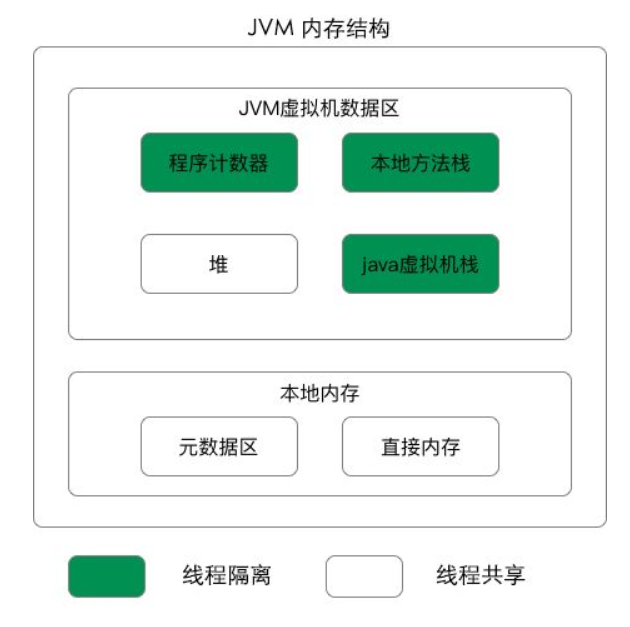 JVM 内存结构
JVM虚拟机数据区
程序计数器
本地方法栈
堆
java虚拟机栈
本地内存
元数据区
直接内存
线程隔离
线程共享